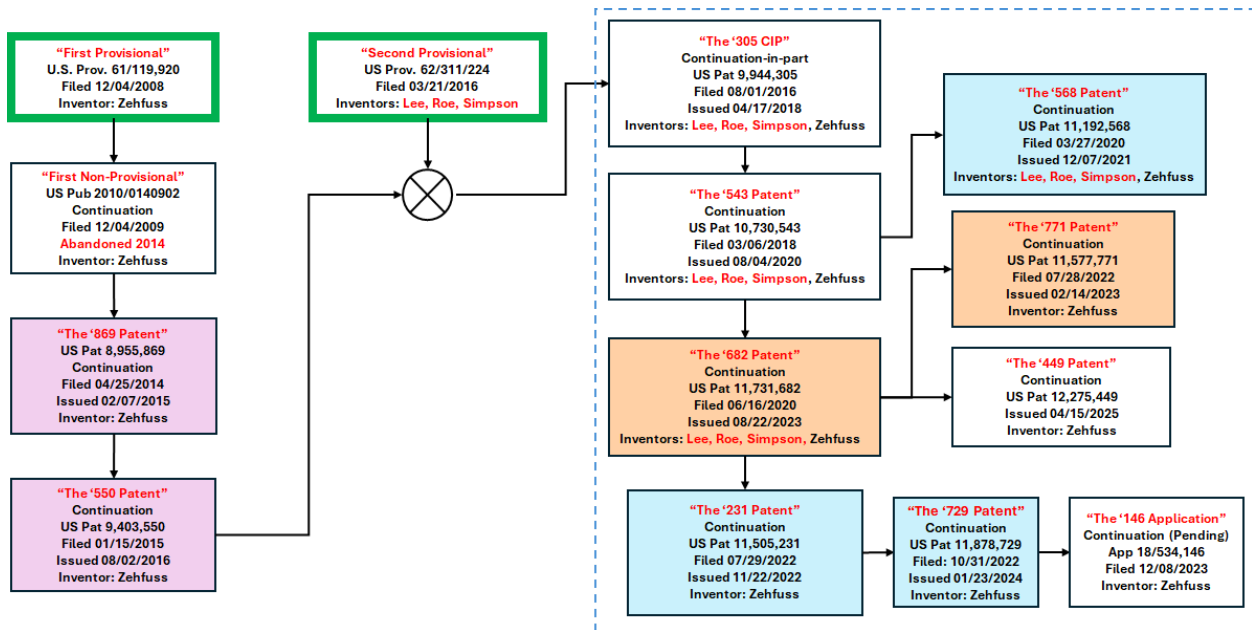 “First Provisional”
U.S. Prov. 61/119,920
Filed 12/04/2008
Inventor: Zehfuss
“Second Provisional”
US Prov. 62/311/224
Filed 03/21/2016
Inventors: Lee, Roe, Simpson
“The ‘305 CIP”
Continuation-in-part
US Pat 9,944,305
Filed 08/01/2016
Issued 04/17/2018
Inventors: Lee, Roe, Simpson, Zehfuss
“The ‘568 Patent”
Continuation
US Pat 11,192,568
Filed 03/27/2020
Issued 12/07/2021
Inventors: Lee, Roe, Simpson, Zehfuss
“First Non-Provisional”
US Pub 2010/0140902
Continuation
Filed 12/04/2009
Abandoned 2014
Inventor: Zehfuss
“The ‘543 Patent”
Continuation
US Pat 10,730,543
Filed 03/06/2018
Issued 08/04/2020
Inventors: Lee, Roe, Simpson, Zehfuss
“The ‘771 Patent”
Continuation
US Pat 11,577,771
Filed 07/28/2022
Issued 02/14/2023
Inventor: Zehfuss
“The ‘869 Patent”
US Pat 8,955,869
Continuation
Filed 04/25/2014
Issued 02/07/2015
Inventor: Zehfuss
“The ‘682 Patent”
Continuation
US Pat 11,731,682
Filed 06/16/2020
Issued 08/22/2023
Inventors: Lee, Roe, Simpson, Zehfuss
“The ‘449 Patent”
Continuation
US Pat 12,275,449
Issued 04/15/2025
Inventor: Zehfuss
“The ‘550 Patent”
Continuation
US Pat 9,403,550
Filed 01/15/2015
Issued 08/02/2016
Inventor: Zehfuss
“The ‘231 Patent”
Continuation
US Pat 11,505,231
Filed 07/29/2022
Issued 11/22/2022
Inventor: Zehfuss
“The ‘729 Patent”
Continuation
US Pat 11,878,729
Filed: 10/31/2022
Issued 01/23/2024
Inventor: Zehfuss
“The ‘146 Application”
Continuation (Pending)
App 18/534,146
Filed 12/08/2023
Inventor: Zehfuss